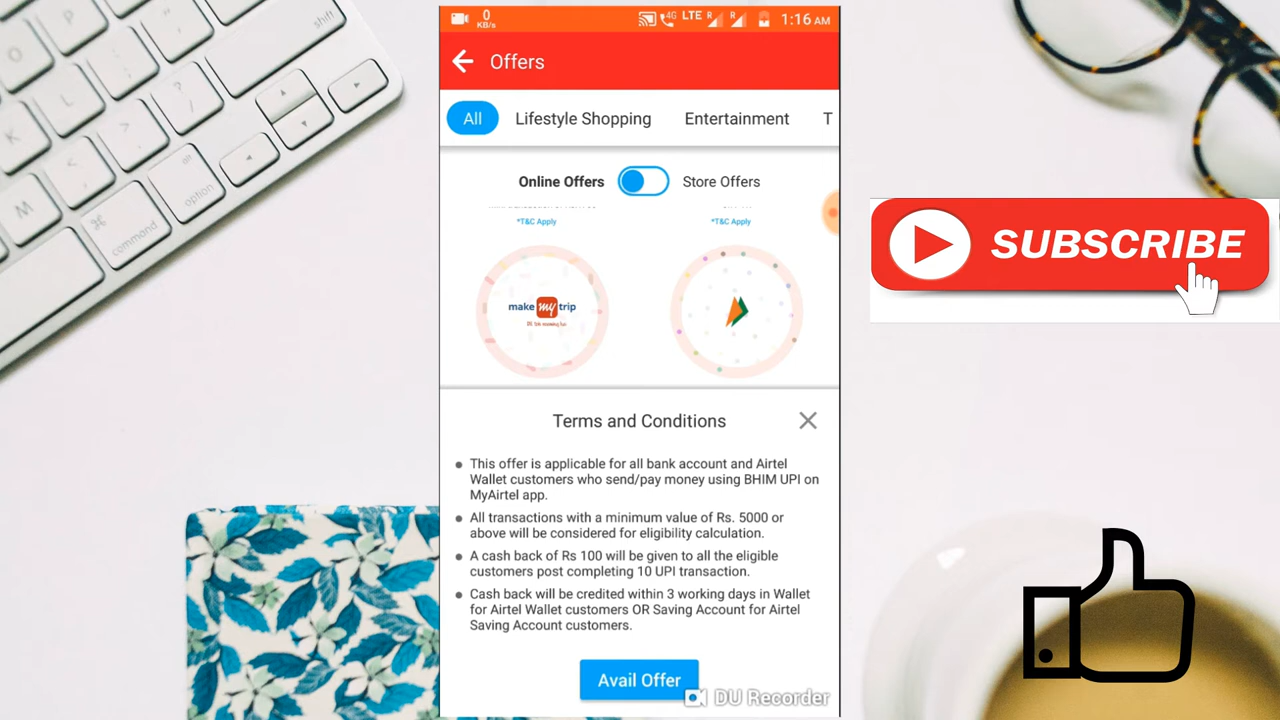 shift
option
command
M
0
KB/s
4G LTE R R 1:16 AM
Offers
All Lifestyle Shopping Entertainment T
Online Offers Store Offers
*T&C Apply *T&C Apply
make my trip
SUBSCRIBE
Terms and Conditions
This offer is applicable for all bank account and Airtel
Wallet customers who send/pay money using BHIM UPI on
MyAirtel app.
All transactions with a minimum value of Rs. 5000 or
above will be considered for eligibility calculation.
A cash back of Rs 100 will be given to all the eligible
customers post completing 10 UPI transaction.
Cash back will be credited within 3 working days in Wallet
for Airtel Wallet customers OR Saving Account for Airtel
Saving Account customers.
Avail Offer
DU Recorder